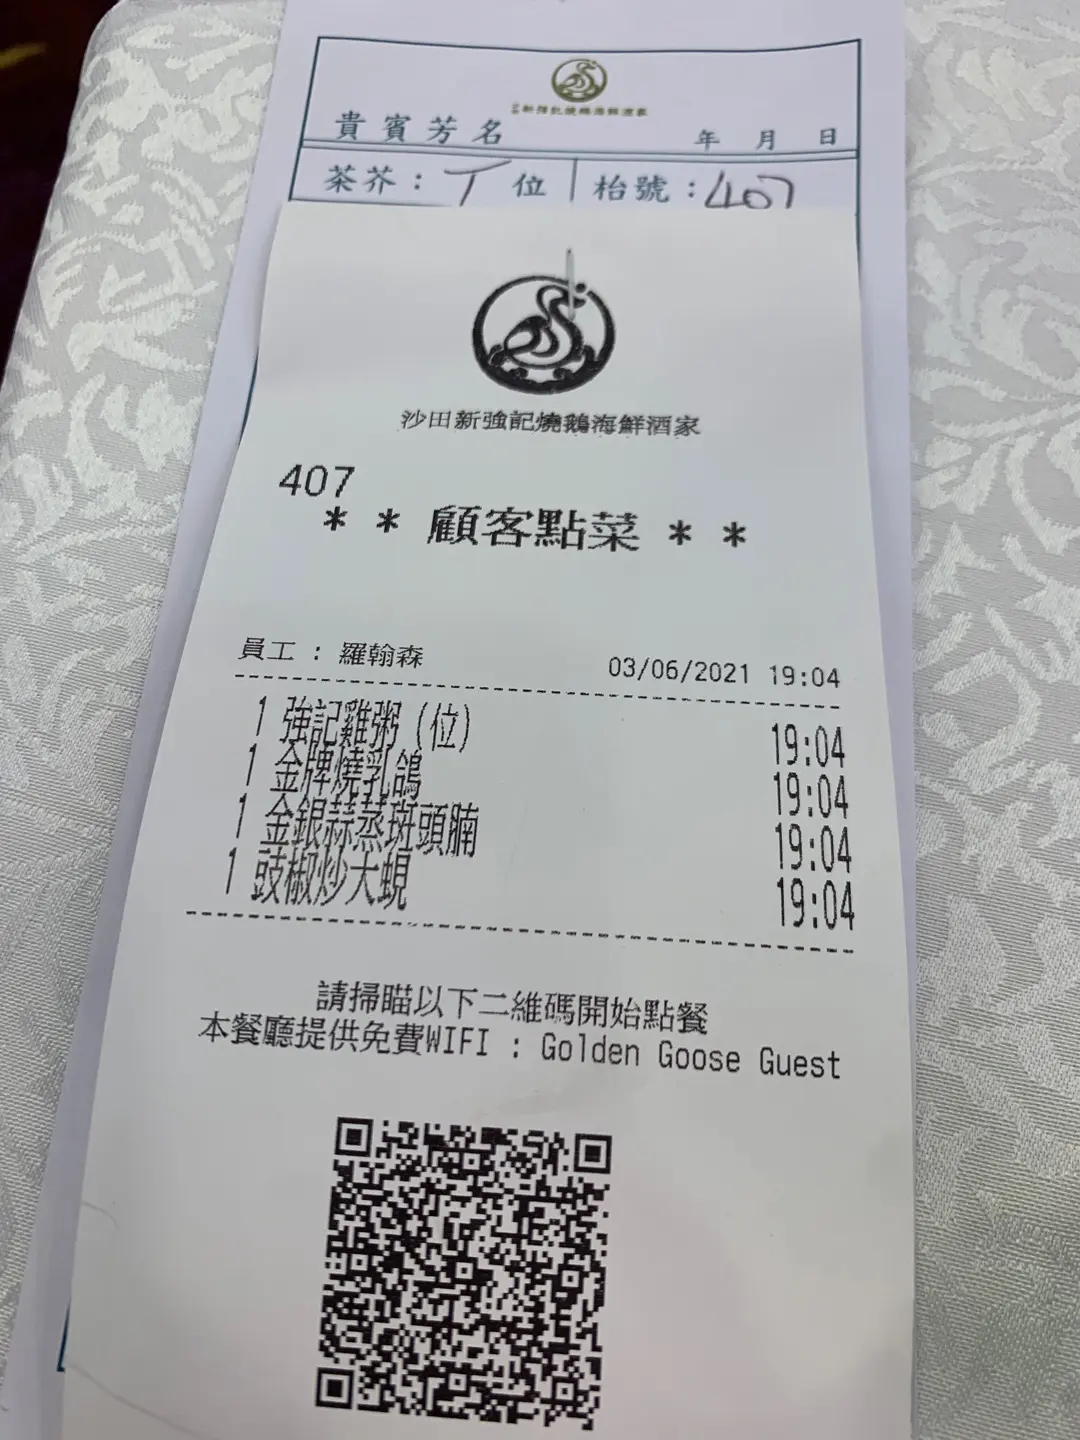 貴賓芳名 年 月 日
茶芥： 位 枱號：407
沙田新強記燒鵝海鮮酒家
407
* * 顧客點菜 * *
員工 : 羅翰森 03/06/2021 19:04
1 強記雞粥 (位) 19:04
1 金牌燒乳鴿 19:04
1 金銀蒜蒸斑頭腩 19:04
1 豉椒炒大蜆 19:04
請掃瞄以下二維碼開始點餐
本餐廳提供免費WIFI : Golden Goose Guest